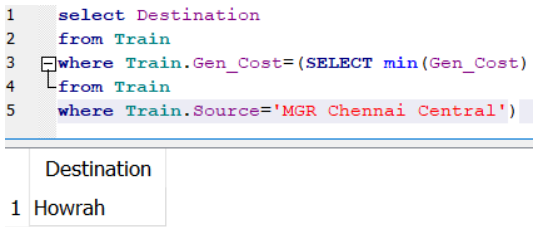 1 select Destination
2 from Train
3 where Train.Gen_Cost=(SELECT min(Gen_Cost)
4 from Train
5 where Train.Source='MGR Chennai Central')
Destination
1 Howrah